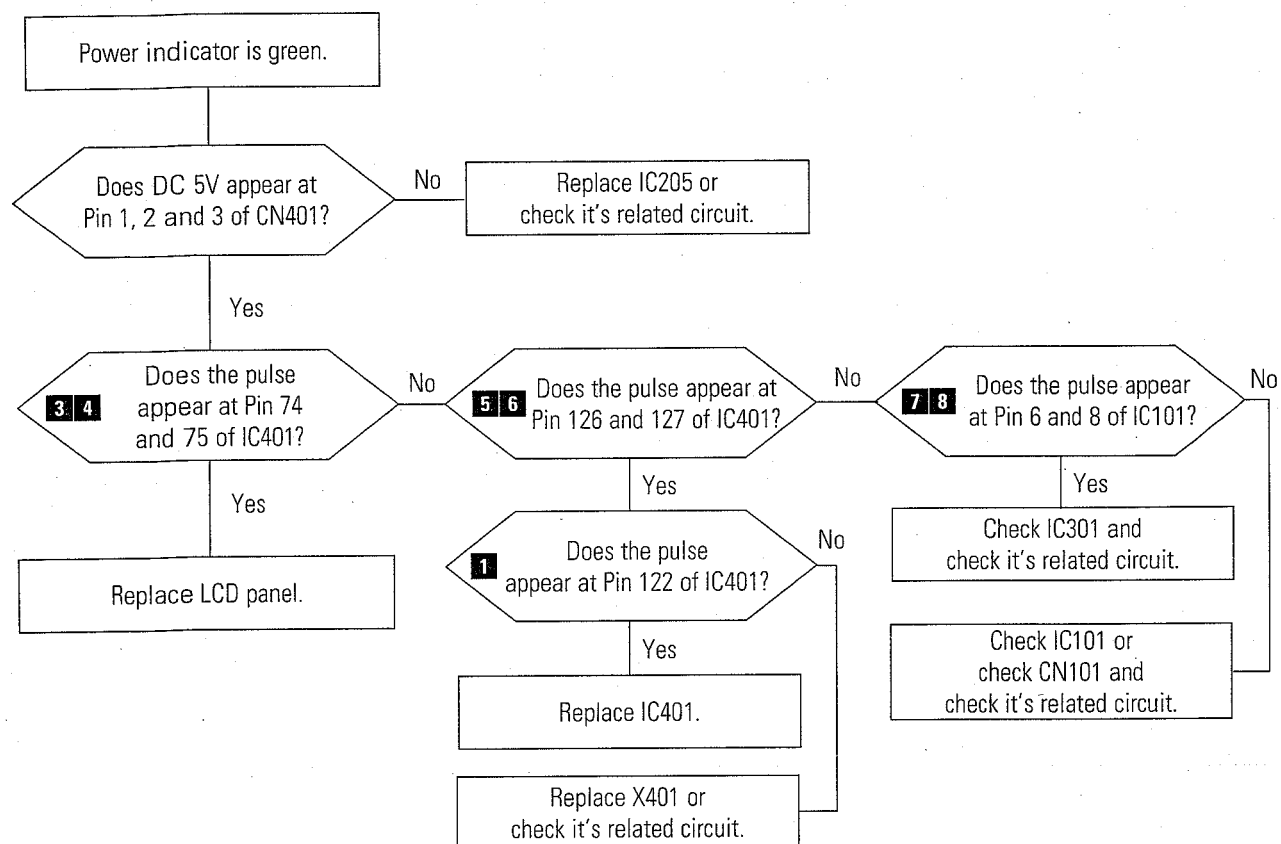 Power indicator is green.
Does DC 5V appear at
Pin 1, 2 and 3 of CN401?
No
Replace IC205 or
check it's related circuit.
Yes
3 4
Does the pulse
appear at Pin 74
and 75 of IC401?
No
5 6
Does the pulse appear at
Pin 126 and 127 of IC401?
No
7 8
Does the pulse appear
at Pin 6 and 8 of IC101?
No
Yes
Replace LCD panel.
Yes
1
Does the pulse
appear at Pin 122 of IC401?
No
Yes
Check IC301 and
check it's related circuit.
Yes
Replace IC401.
Check IC101 or
check CN101 and
check it's related circuit.
Replace X401 or
check it's related circuit.